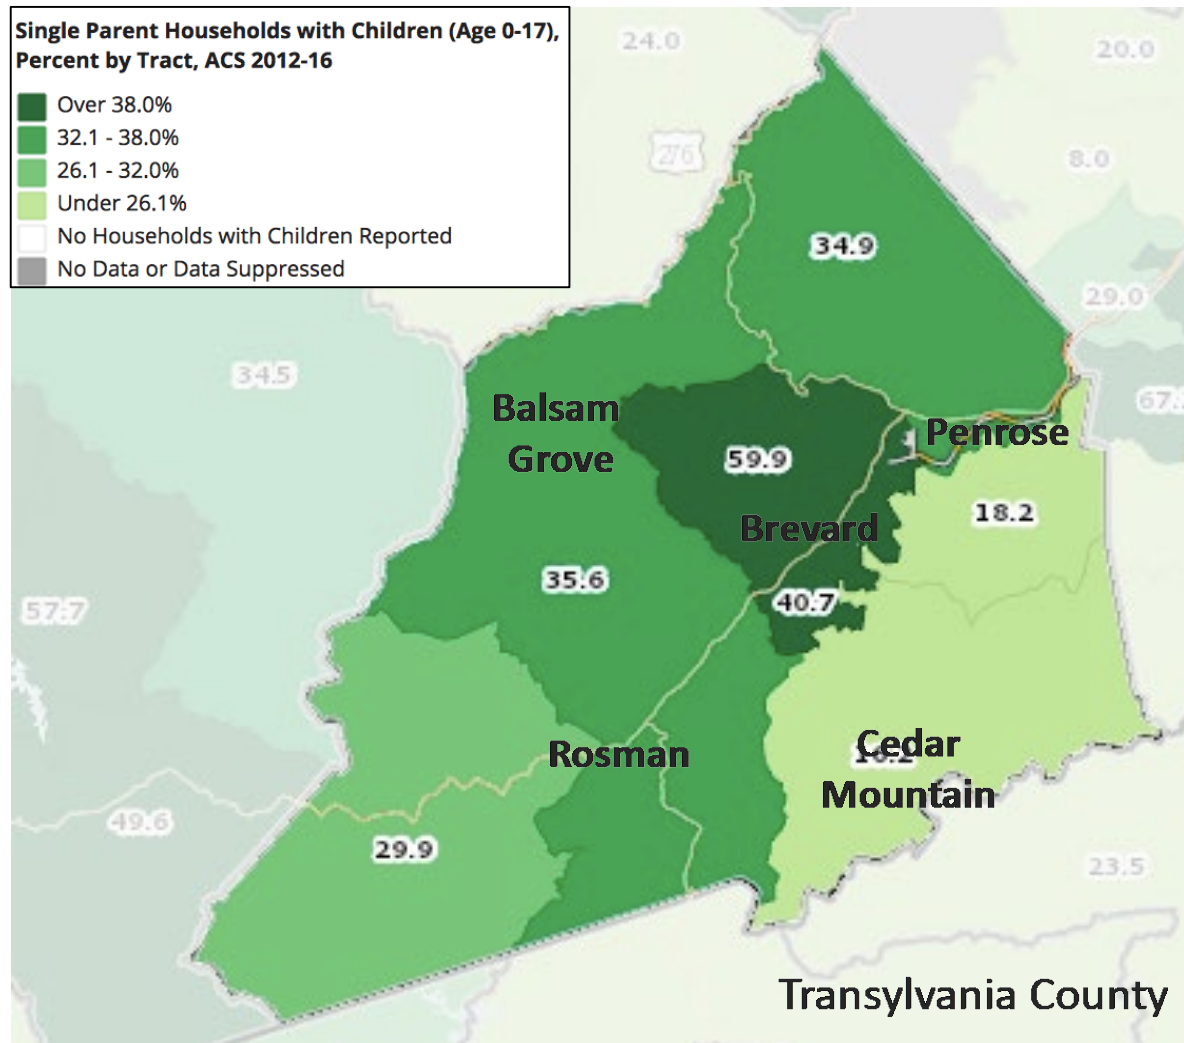 Single Parent Households with Children (Age 0-17),
Percent by Tract, ACS 2012-16
Over 38.0%
32.1 - 38.0%
26.1 - 32.0%
Under 26.1%
No Households with Children Reported
No Data or Data Suppressed
24.0
20.0
276
8.0
34.9
29.0
34.5
67.
Balsam
Grove
Penrose
59.9
18.2
Brevard
35.6
40.7
57.7
Rosman
Cedar
Mountain
49.6
29.9
23.5
Transylvania County